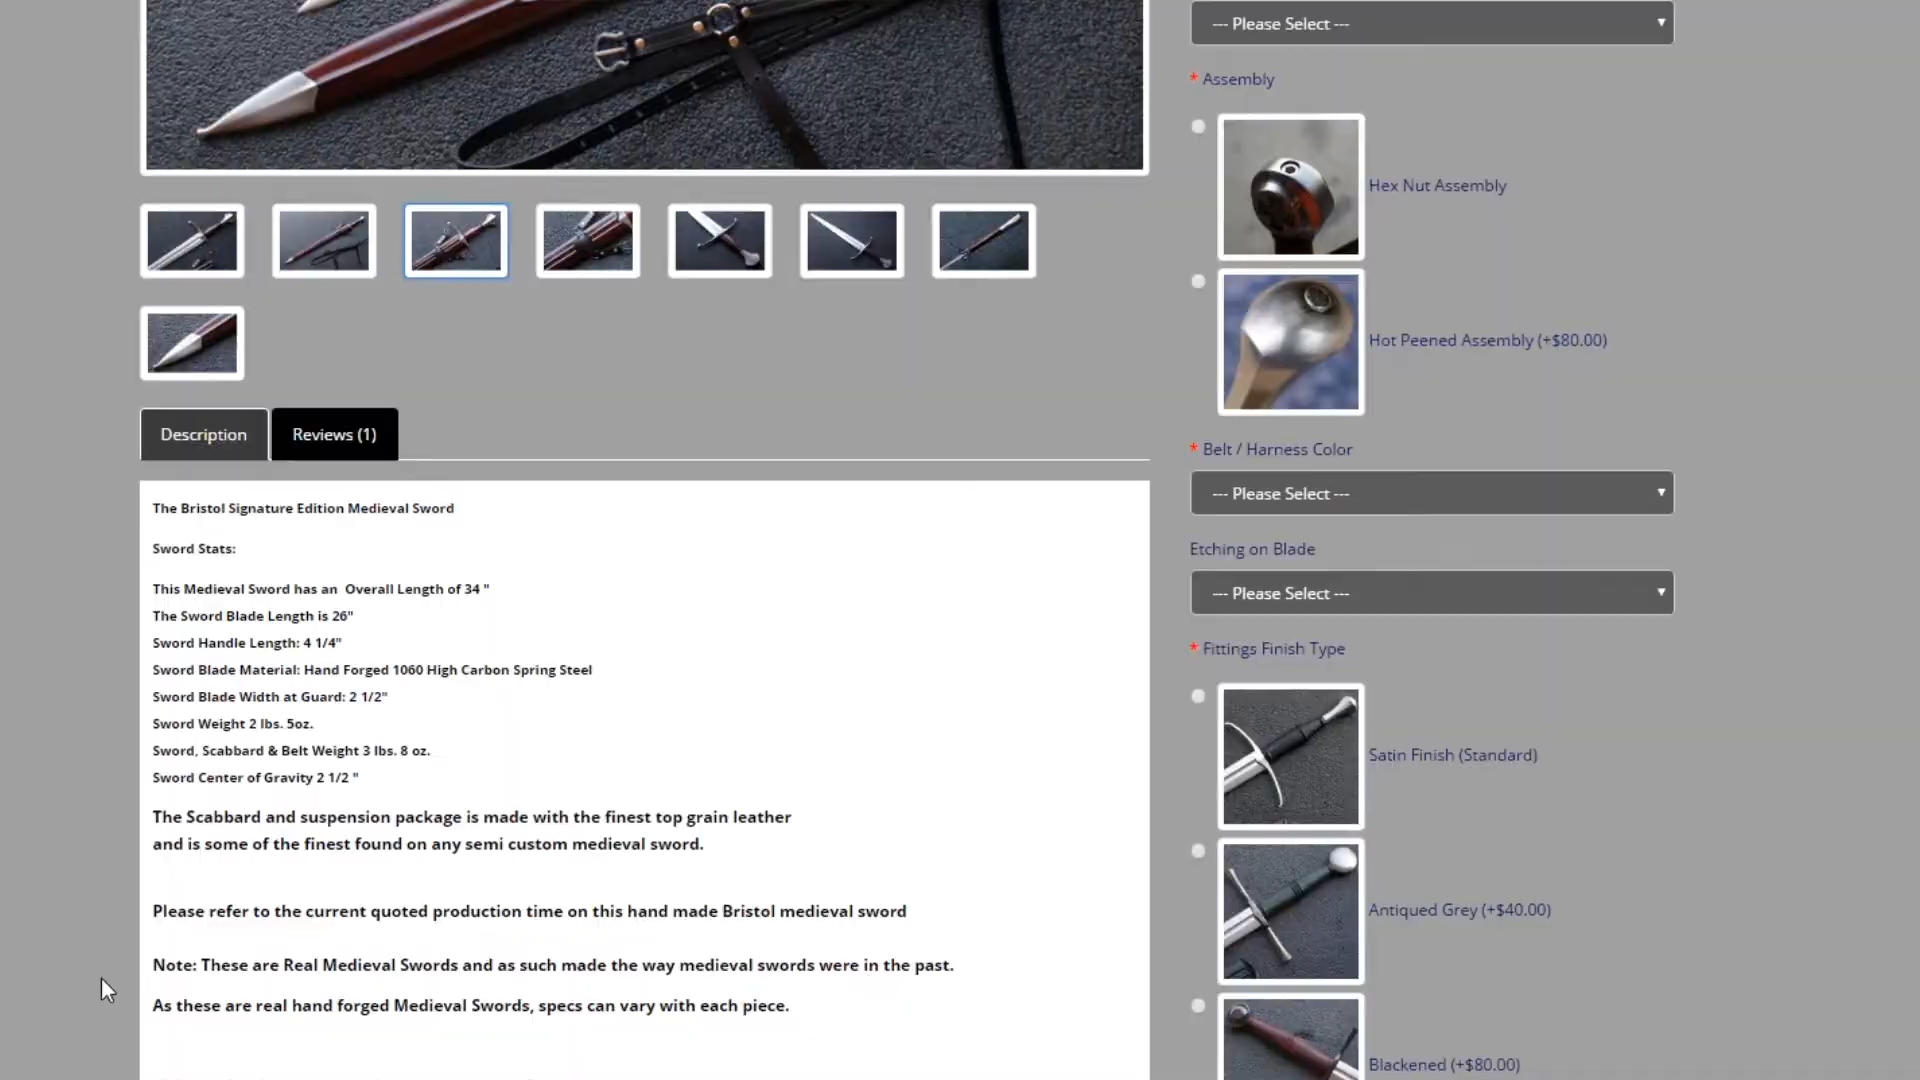 --- Please Select ---
* Assembly
Hex Nut Assembly
Hot Peened Assembly (+$80.00)
Description
Reviews (1)
* Belt / Harness Color
--- Please Select ---
The Bristol Signature Edition Medieval Sword
Sword Stats:
Etching on Blade
This Medieval Sword has an  Overall Length of 34 "
--- Please Select ---
The Sword Blade Length is 26"
Sword Handle Length: 4 1/4"
* Fittings Finish Type
Sword Blade Material: Hand Forged 1060 High Carbon Spring Steel
Sword Blade Width at Guard: 2 1/2"
Sword Weight 2 lbs. 5oz.
Sword, Scabbard & Belt Weight 3 lbs. 8 oz.
Satin Finish (Standard)
Sword Center of Gravity 2 1/2 "
The Scabbard and suspension package is made with the finest top grain leather
and is some of the finest found on any semi custom medieval sword.
Please refer to the current quoted production time on this hand made Bristol medieval sword
Antiqued Grey (+$40.00)
Note: These are Real Medieval Swords and as such made the way medieval swords were in the past.
As these are real hand forged Medieval Swords, specs can vary with each piece.
Blackened (+$80.00)